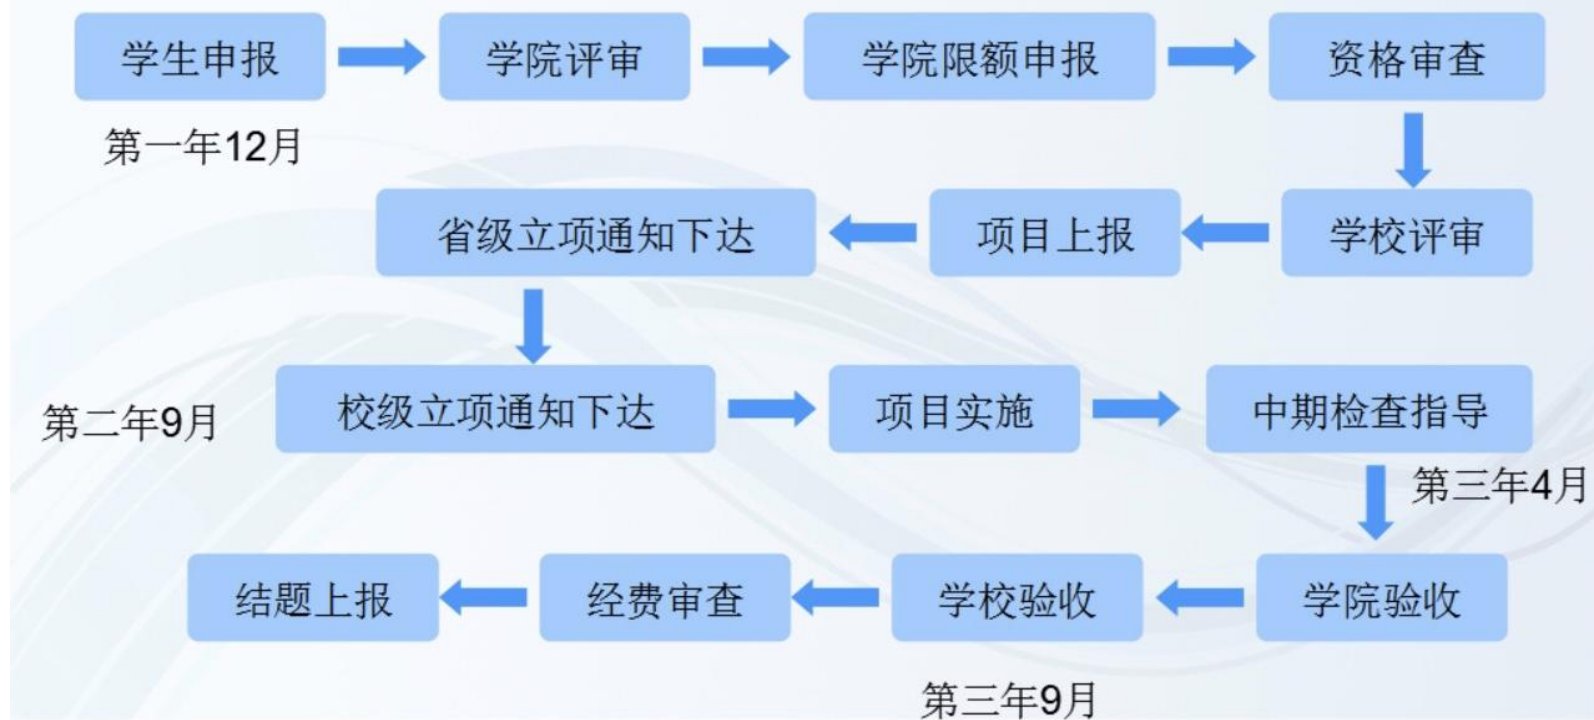 学生申报
学院评审
学院限额申报
资格审查
第一年12月
省级立项通知下达
项目上报
学校评审
第二年9月
校级立项通知下达
项目实施
中期检查指导
第三年4月
结题上报
经费审查
学校验收
学院验收
第三年9月